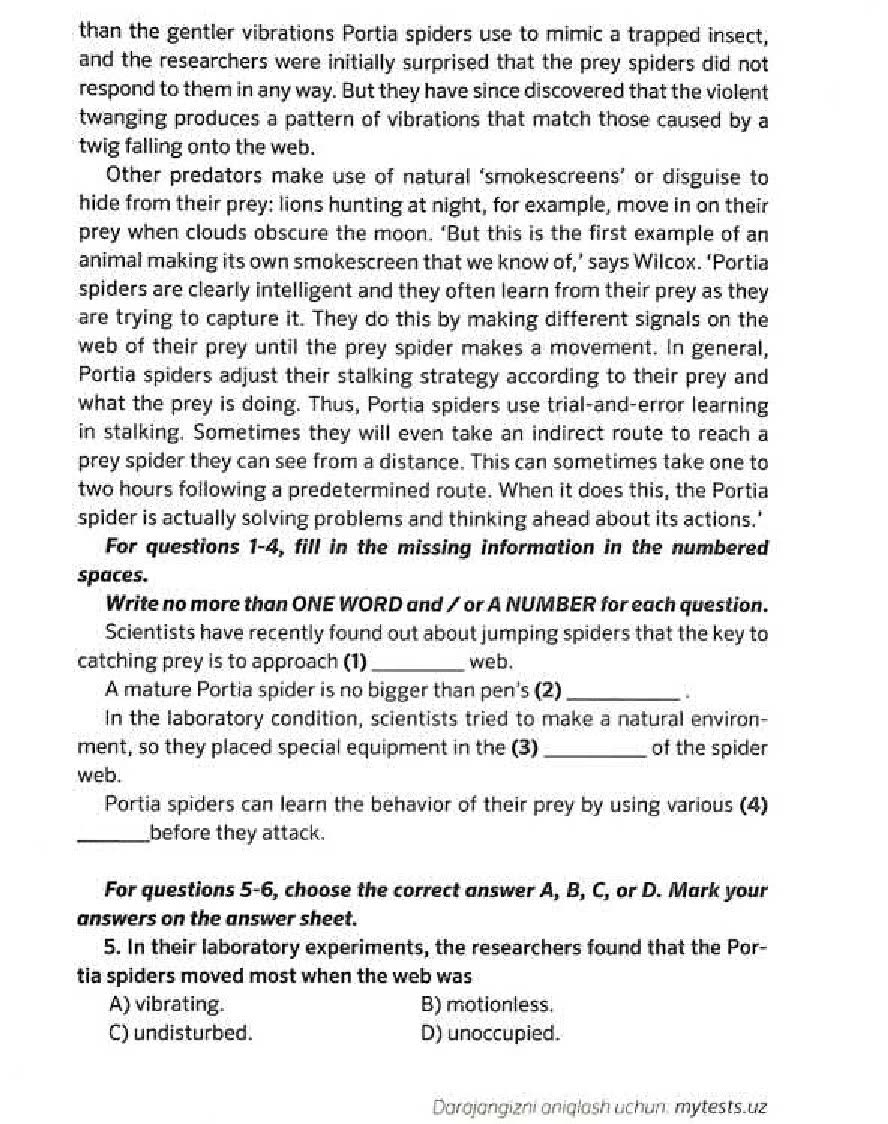 than the gentler vibrations Portia spiders use to mimic a trapped insect,
and the researchers were initially surprised that the prey spiders did not
respond to them in any way. But they have since discovered that the violent
twanging produces a pattern of vibrations that match those caused by a
twig falling onto the web.
Other predators make use of natural ‘smokescreens’ or disguise to
hide from their prey: lions hunting at night, for example, move in on their
prey when clouds obscure the moon. ‘But this is the first example of an
animal making its own smokescreen that we know of,’ says Wilcox. ‘Portia
spiders are clearly intelligent and they often learn from their prey as they
are trying to capture it. They do this by making different signals on the
web of their prey until the prey spider makes a movement. In general,
Portia spiders adjust their stalking strategy according to their prey and
what the prey is doing. Thus, Portia spiders use trial-and-error learning
in stalking. Sometimes they will even take an indirect route to reach a
prey spider they can see from a distance. This can sometimes take one to
two hours following a predetermined route. When it does this, the Portia
spider is actually solving problems and thinking ahead about its actions.’
For questions 1-4, fill in the missing information in the numbered
spaces.
Write no more than ONE WORD and / or A NUMBER for each question.
Scientists have recently found out about jumping spiders that the key to
catching prey is to approach (1) ________ web.
A mature Portia spider is no bigger than pen’s (2) __________ .
In the laboratory condition, scientists tried to make a natural environ-
ment, so they placed special equipment in the (3) _________ of the spider
web.
Portia spiders can learn the behavior of their prey by using various (4)
______before they attack.
For questions 5-6, choose the correct answer A, B, C, or D. Mark your
answers on the answer sheet.
5. In their laboratory experiments, the researchers found that the Por-
tia spiders moved most when the web was
A) vibrating. B) motionless.
C) undisturbed. D) unoccupied.
Darajangizni aniqlash uchun: mytests.uz